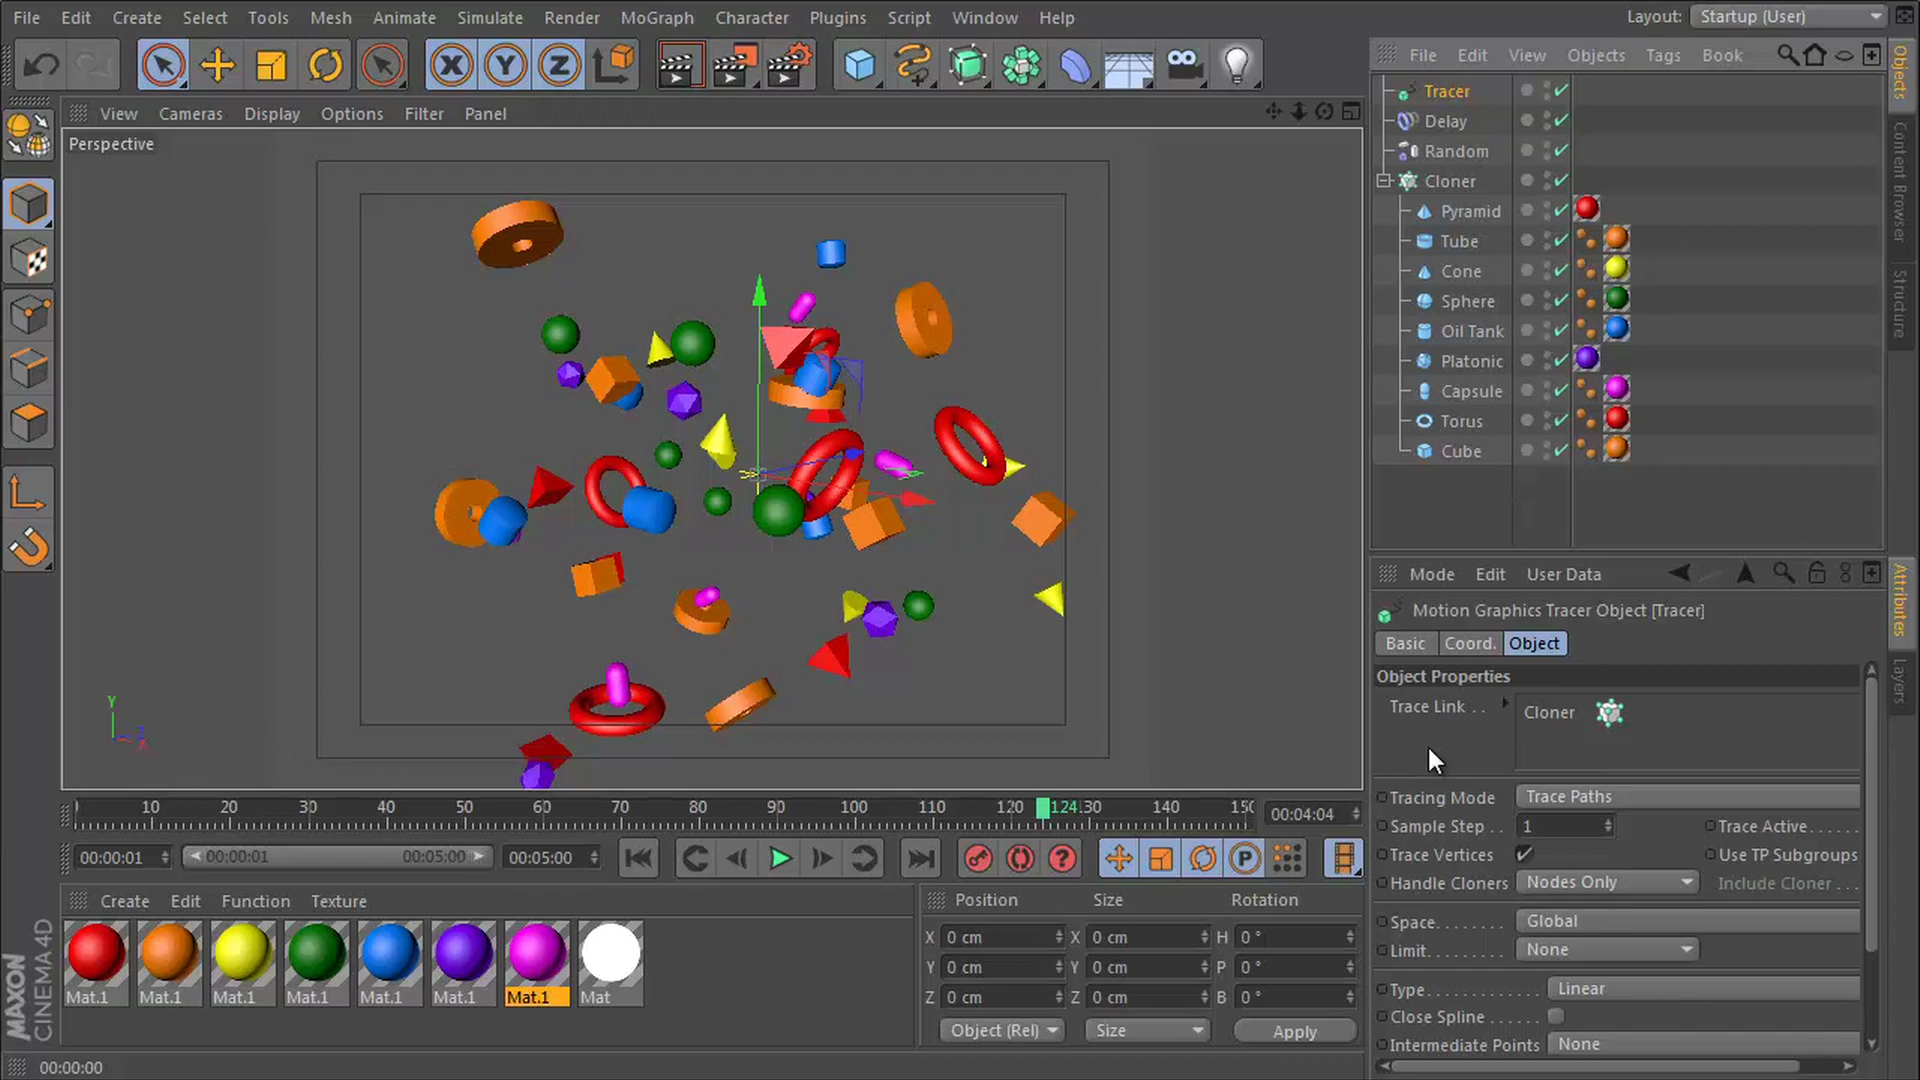 File Edit Create Select Tools Mesh Animate Simulate Render MoGraph Character Plugins Script Window Help
Layout: Startup (User)
X Y Z
File Edit View Objects Tags Book
View Cameras Display Options Filter Panel
Perspective
Tracer
Delay
Random
Cloner
Pyramid
Tube
Cone
Sphere
Oil Tank
Platonic
Capsule
Torus
Cube
Objects
Content Browser
Structure
Mode Edit User Data
Motion Graphics Tracer Object [Tracer]
Basic Coord. Object
Object Properties
Trace Link . . Cloner
Tracing Mode Trace Paths
Sample Step . . 1 Trace Active . . . . . .
Trace Vertices Use TP Subgroups
Handle Cloners Nodes Only Include Cloner . . .
Space. . . . . . . . Global
Limit. . . . . . . . None
Type . . . . . . . . . . . . Linear
Close Spline . . . . . . .
Intermediate Points None
Attributes
Layers
Y
Z
X
10 20 30 40 50 60 70 80 90 100 110 120 124 130 140 150
00:04:04
00:00:01 00:00:01 00:05:00 00:05:00
P
Create Edit Function Texture
Mat.1 Mat.1 Mat.1 Mat.1 Mat.1 Mat.1 Mat.1 Mat
Position Size Rotation
X 0 cm X 0 cm H 0 °
Y 0 cm Y 0 cm P 0 °
Z 0 cm Z 0 cm B 0 °
Object (Rel) Size Apply
MAXON
CINEMA 4D
00:00:00